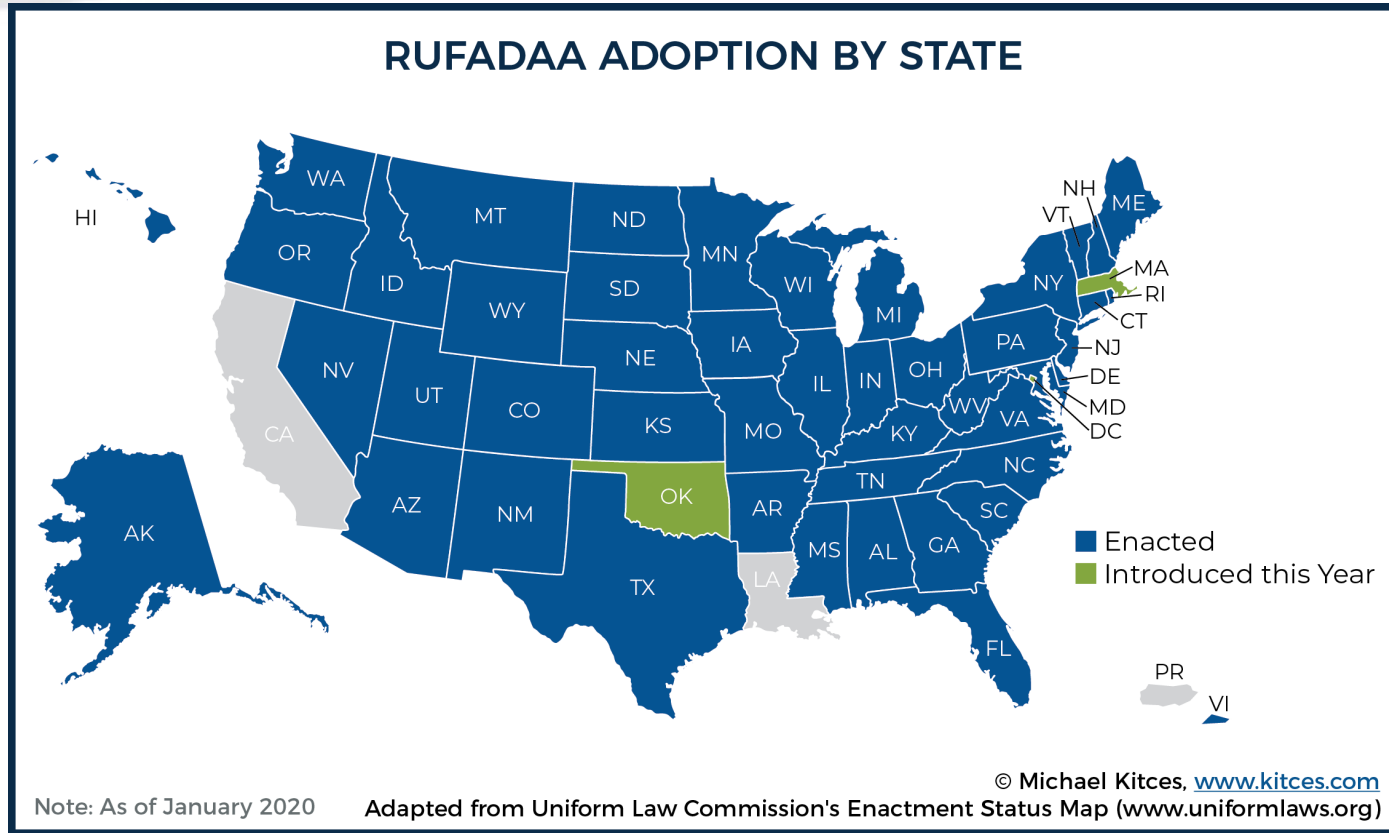 RUFADAA ADOPTION BY STATE
HI
WA
OR
CA
AK
ID
NV
MT
WY
UT
AZ
CO
NM
ND
SD
NE
KS
OK
TX
MN
IA
MO
AR
LA
WI
IL
MS
MI
IN
OH
KY
TN
AL
GA
FL
SC
NC
VA
WV
PA
NY
VT
NH
ME
MA
RI
CT
NJ
DE
MD
DC
Enacted
Introduced this Year
PR
VI
© Michael Kitces, www.kitces.com
Note: As of January 2020
Adapted from Uniform Law Commission's Enactment Status Map (www.uniformlaws.org)